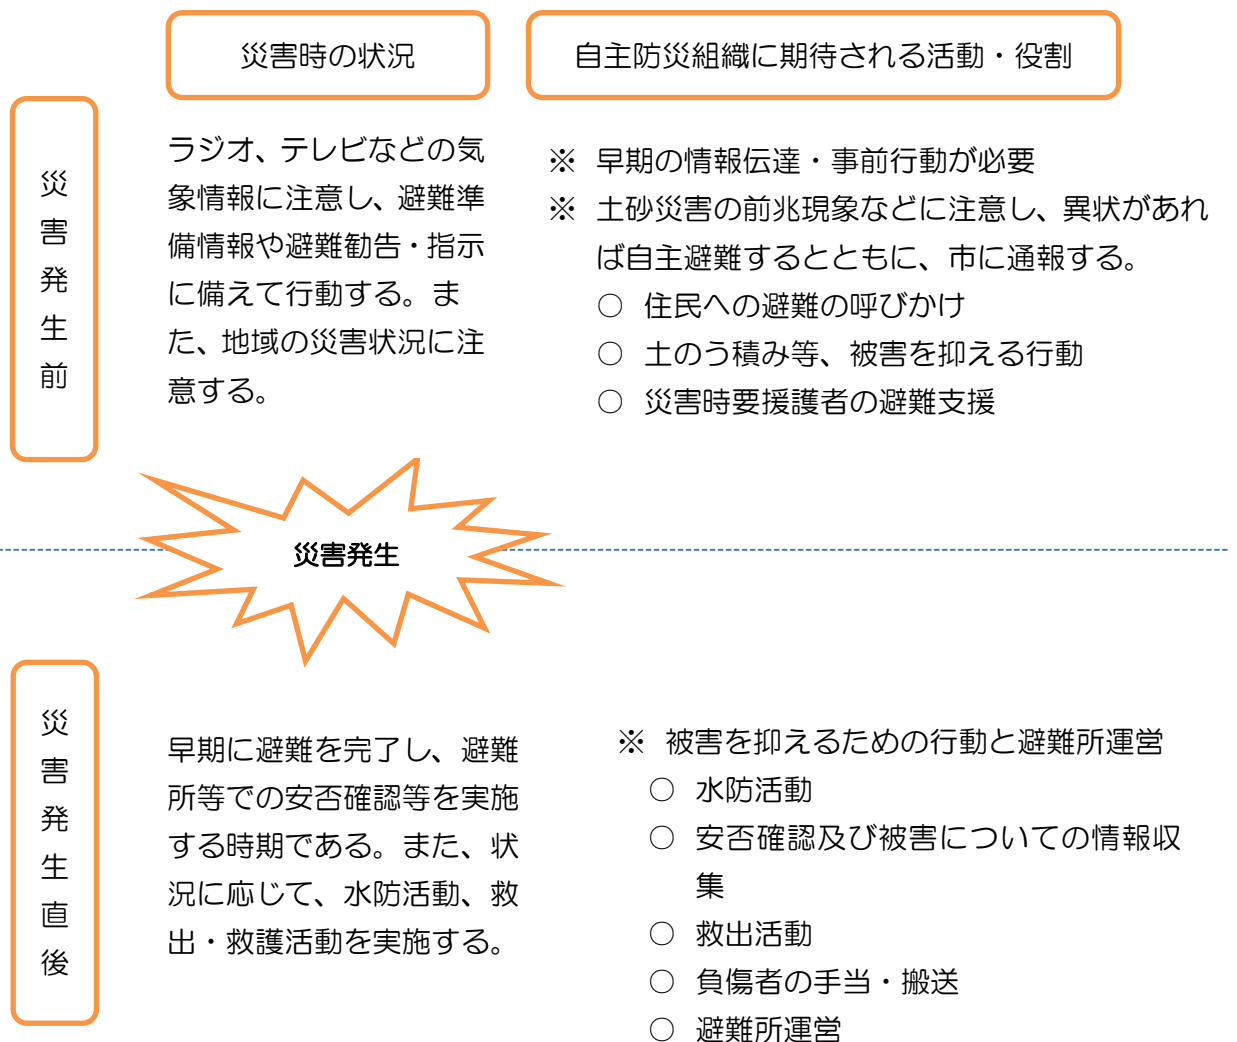 災害時の状況
自主防災組織に期待される活動・役割
災害発生前
ラジオ、テレビなどの気
象情報に注意し、避難準
備情報や避難勧告・指示
に備えて行動する。ま
た、地域の災害状況に注
意する。
※ 早期の情報伝達・事前行動が必要
※ 土砂災害の前兆現象などに注意し、異状があれ
ば自主避難するとともに、市に通報する。
○ 住民への避難の呼びかけ
○ 土のう積み等、被害を抑える行動
○ 災害時要援護者の避難支援
災害発生
災害発生直後
早期に避難を完了し、避難
所等での安否確認等を実施
する時期である。また、状
況に応じて、水防活動、救
出・救護活動を実施する。
※ 被害を抑えるための行動と避難所運営
○ 水防活動
○ 安否確認及び被害についての情報収
集
○ 救出活動
○ 負傷者の手当・搬送
○ 避難所運営